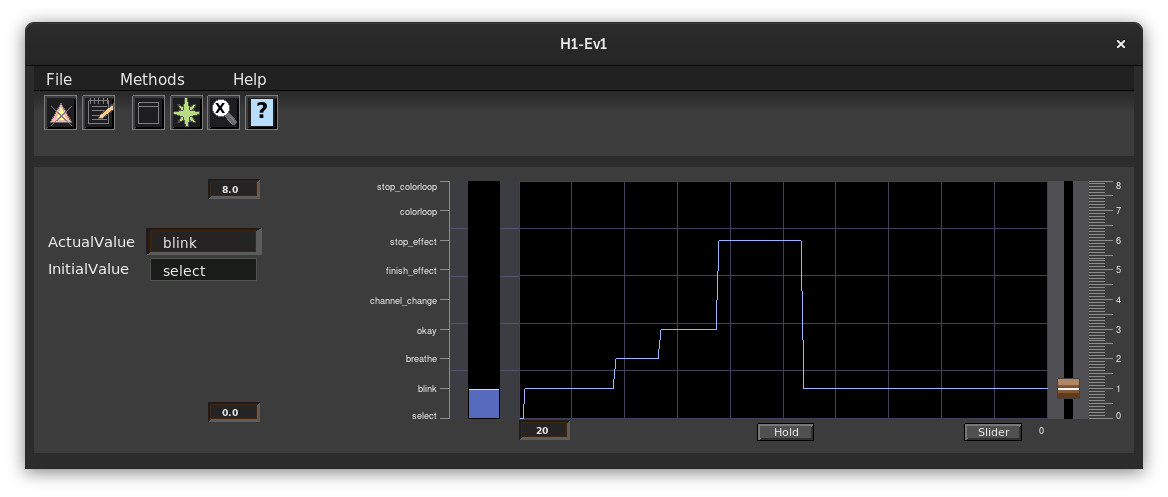 H1-Ev1
×
File Methods Help
X ?
8.0
ActualValue blink
InitialValue select
0.0
stop_colorloop
colorloop
stop_effect
finish_effect
channel_change
okay
breathe
blink
select
8
7
6
5
4
3
2
1
0
20 Hold Slider 0